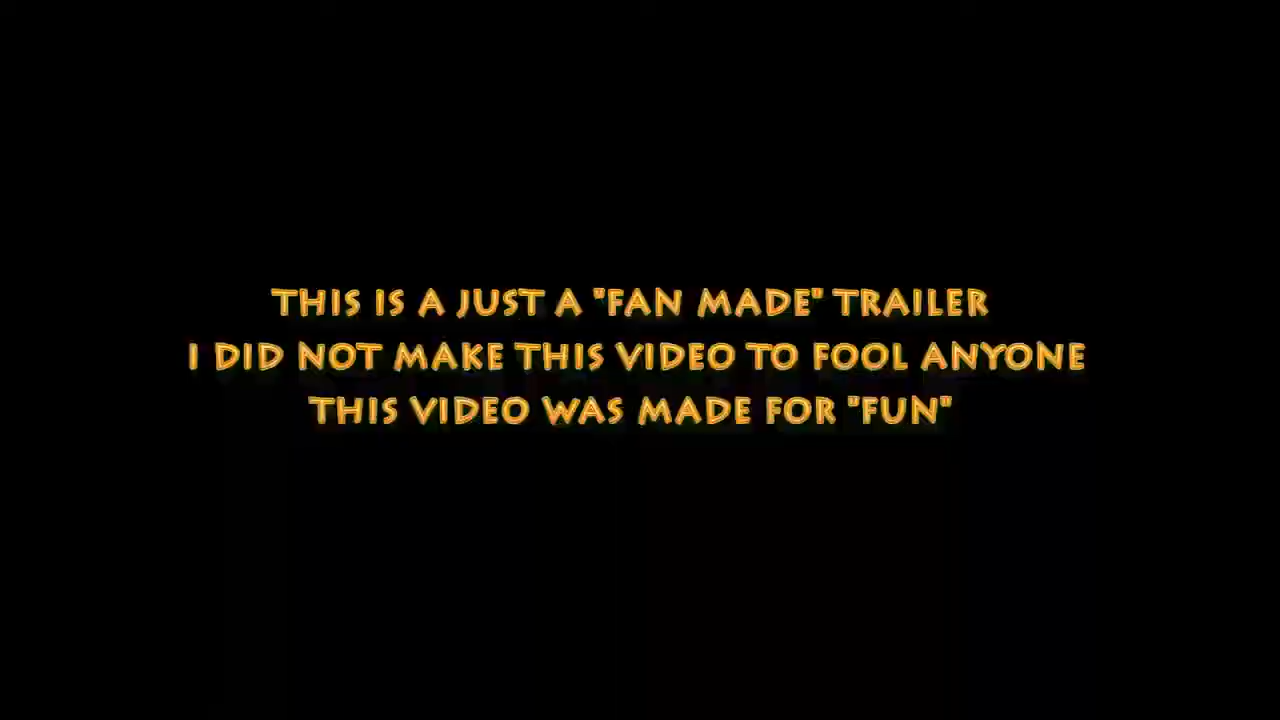 THIS IS A JUST A "FAN MADE" TRAILER
I DID NOT MAKE THIS VIDEO TO FOOL ANYONE
THIS VIDEO WAS MADE FOR "FUN"